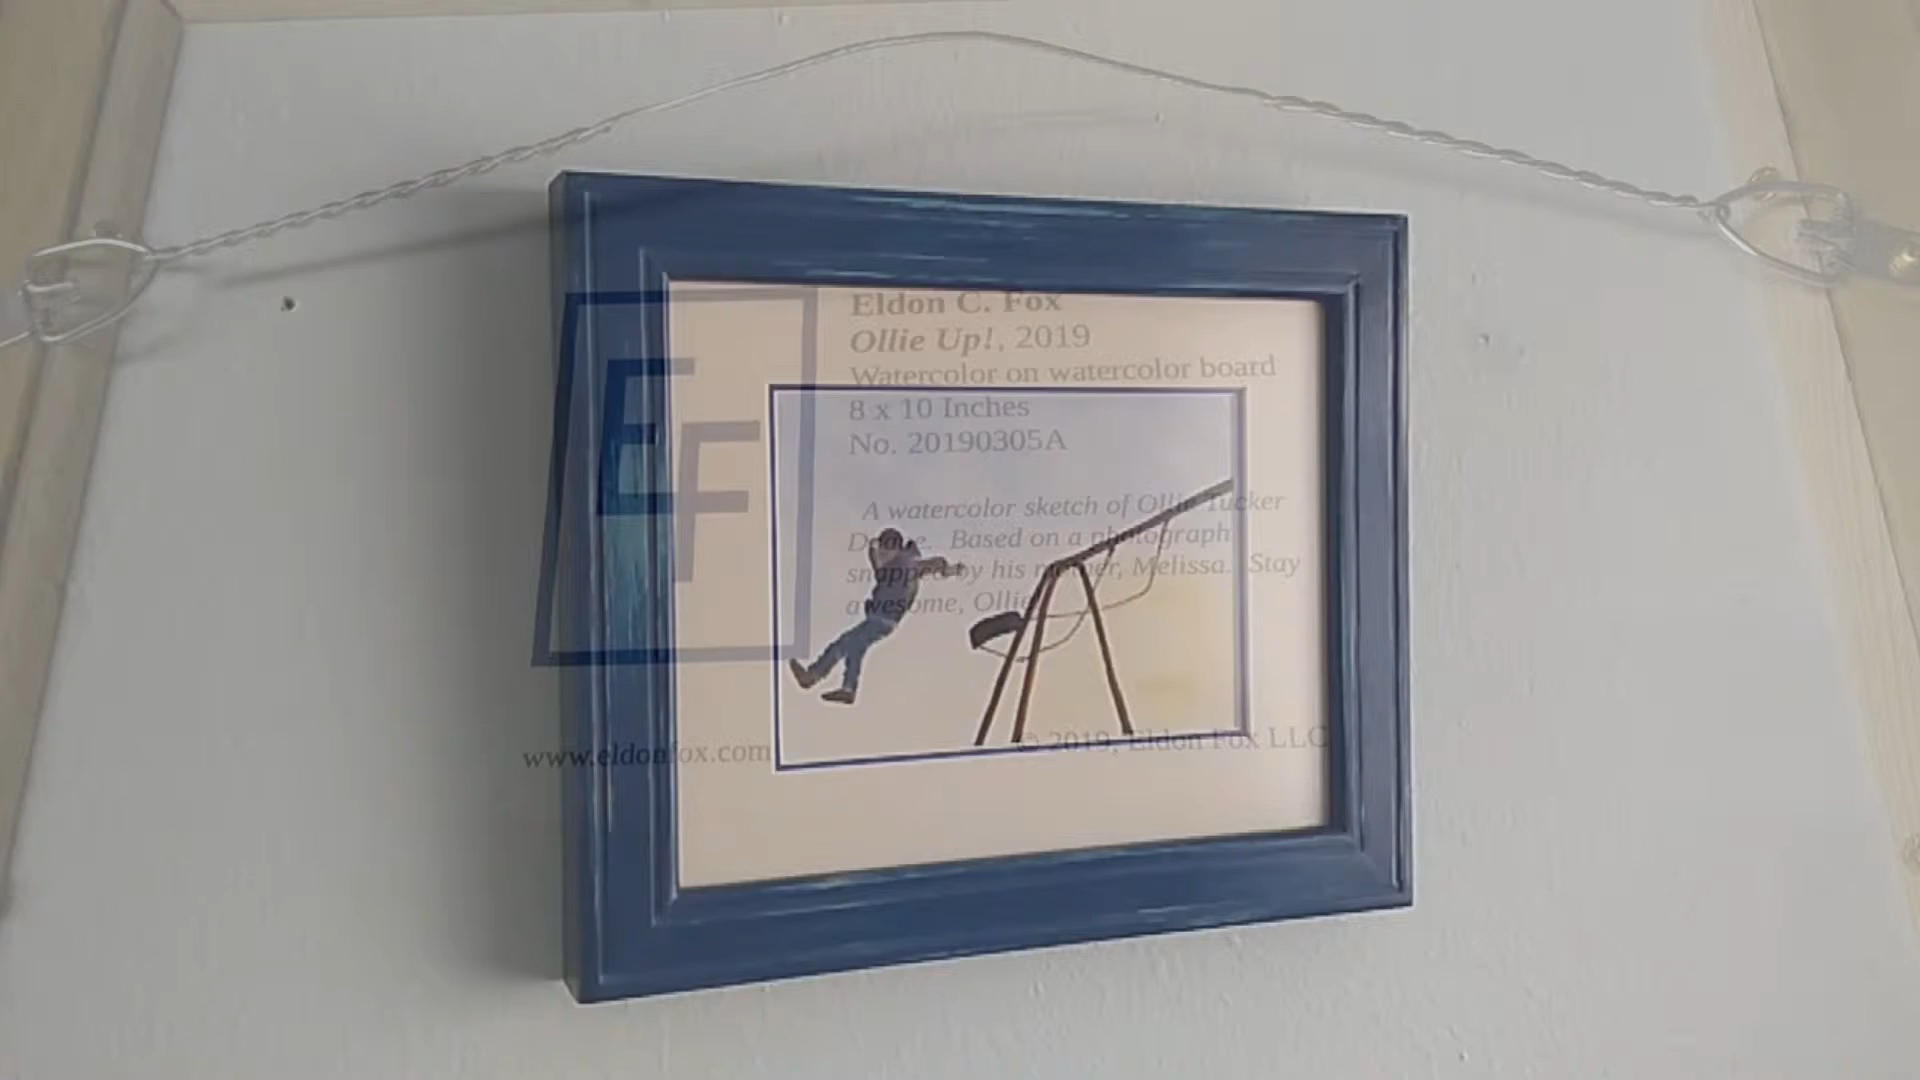 EF
Eldon C. Fox
Ollie Up!, 2019
Watercolor on watercolor board
8 x 10 Inches
No. 20190305A
A watercolor sketch of Ollie Tucker
Based on a photograph
snapped by his mother, Melissa. Stay
awesome, Ollie!
www.eldonfox.com
© 2019, Eldon Fox LLC